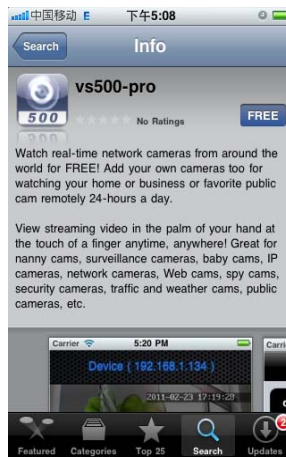 中国移动 E 下午5:08
Search Info
vs500-pro
500
No Ratings
FREE
Watch real-time network cameras from around the
world for FREE! Add your own cameras too for
watching your home or business or favorite public
cam remotely 24-hours a day.
View streaming video in the palm of your hand at
the touch of a finger anytime, anywhere! Great for
nanny cams, surveillance cameras, baby cams, IP
cameras, network cameras, Web cams, spy cams,
security cameras, traffic and weather cams, public
cameras, etc.
Carrier 5:20 PM
Carri
Device ( 192.168.1.134 )
2011-02-23 17:19:28
2
Featured Categories Top 25 Search Updates